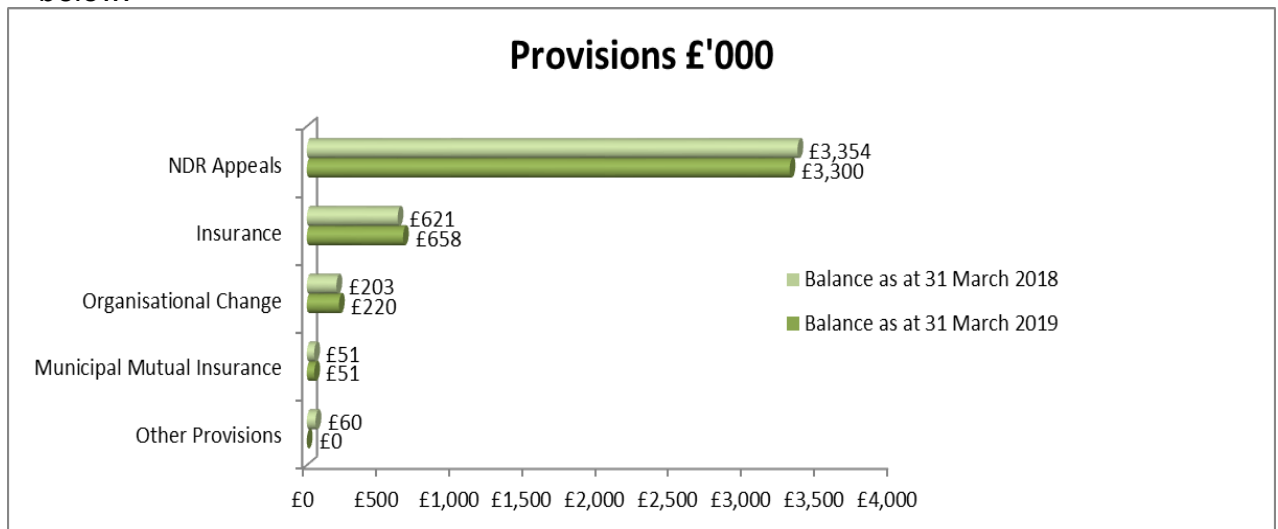 below.
Provisions £'000
NDR Appeals
£3,354
£3,300
Insurance
£621
£658
Organisational Change
£203
£220
Municipal Mutual Insurance
£51
£51
Other Provisions
£60
£0
Balance as at 31 March 2018
Balance as at 31 March 2019
£0 £500 £1,000 £1,500 £2,000 £2,500 £3,000 £3,500 £4,000